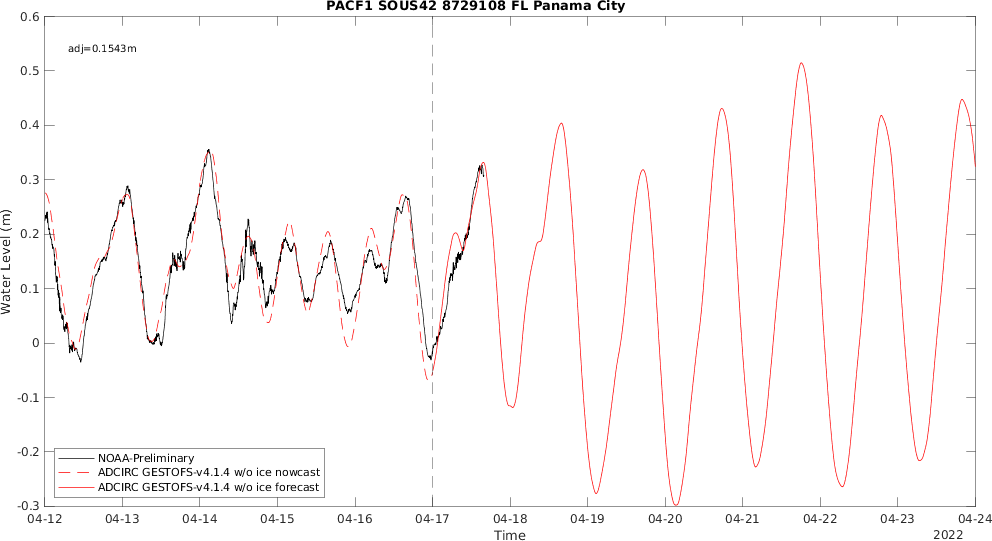 PACF1 SOUS42 8729108 FL Panama City
adj=0.1543m
0.6
0.5
0.4
0.3
0.2
0.1
0
-0.1
-0.2
-0.3
Water Level (m)
NOAA-Preliminary
ADCIRC GESTOFS-v4.1.4 w/o ice nowcast
ADCIRC GESTOFS-v4.1.4 w/o ice forecast
04-12 04-13 04-14 04-15 04-16 04-17 04-18 04-19 04-20 04-21 04-22 04-23 04-24
Time
2022